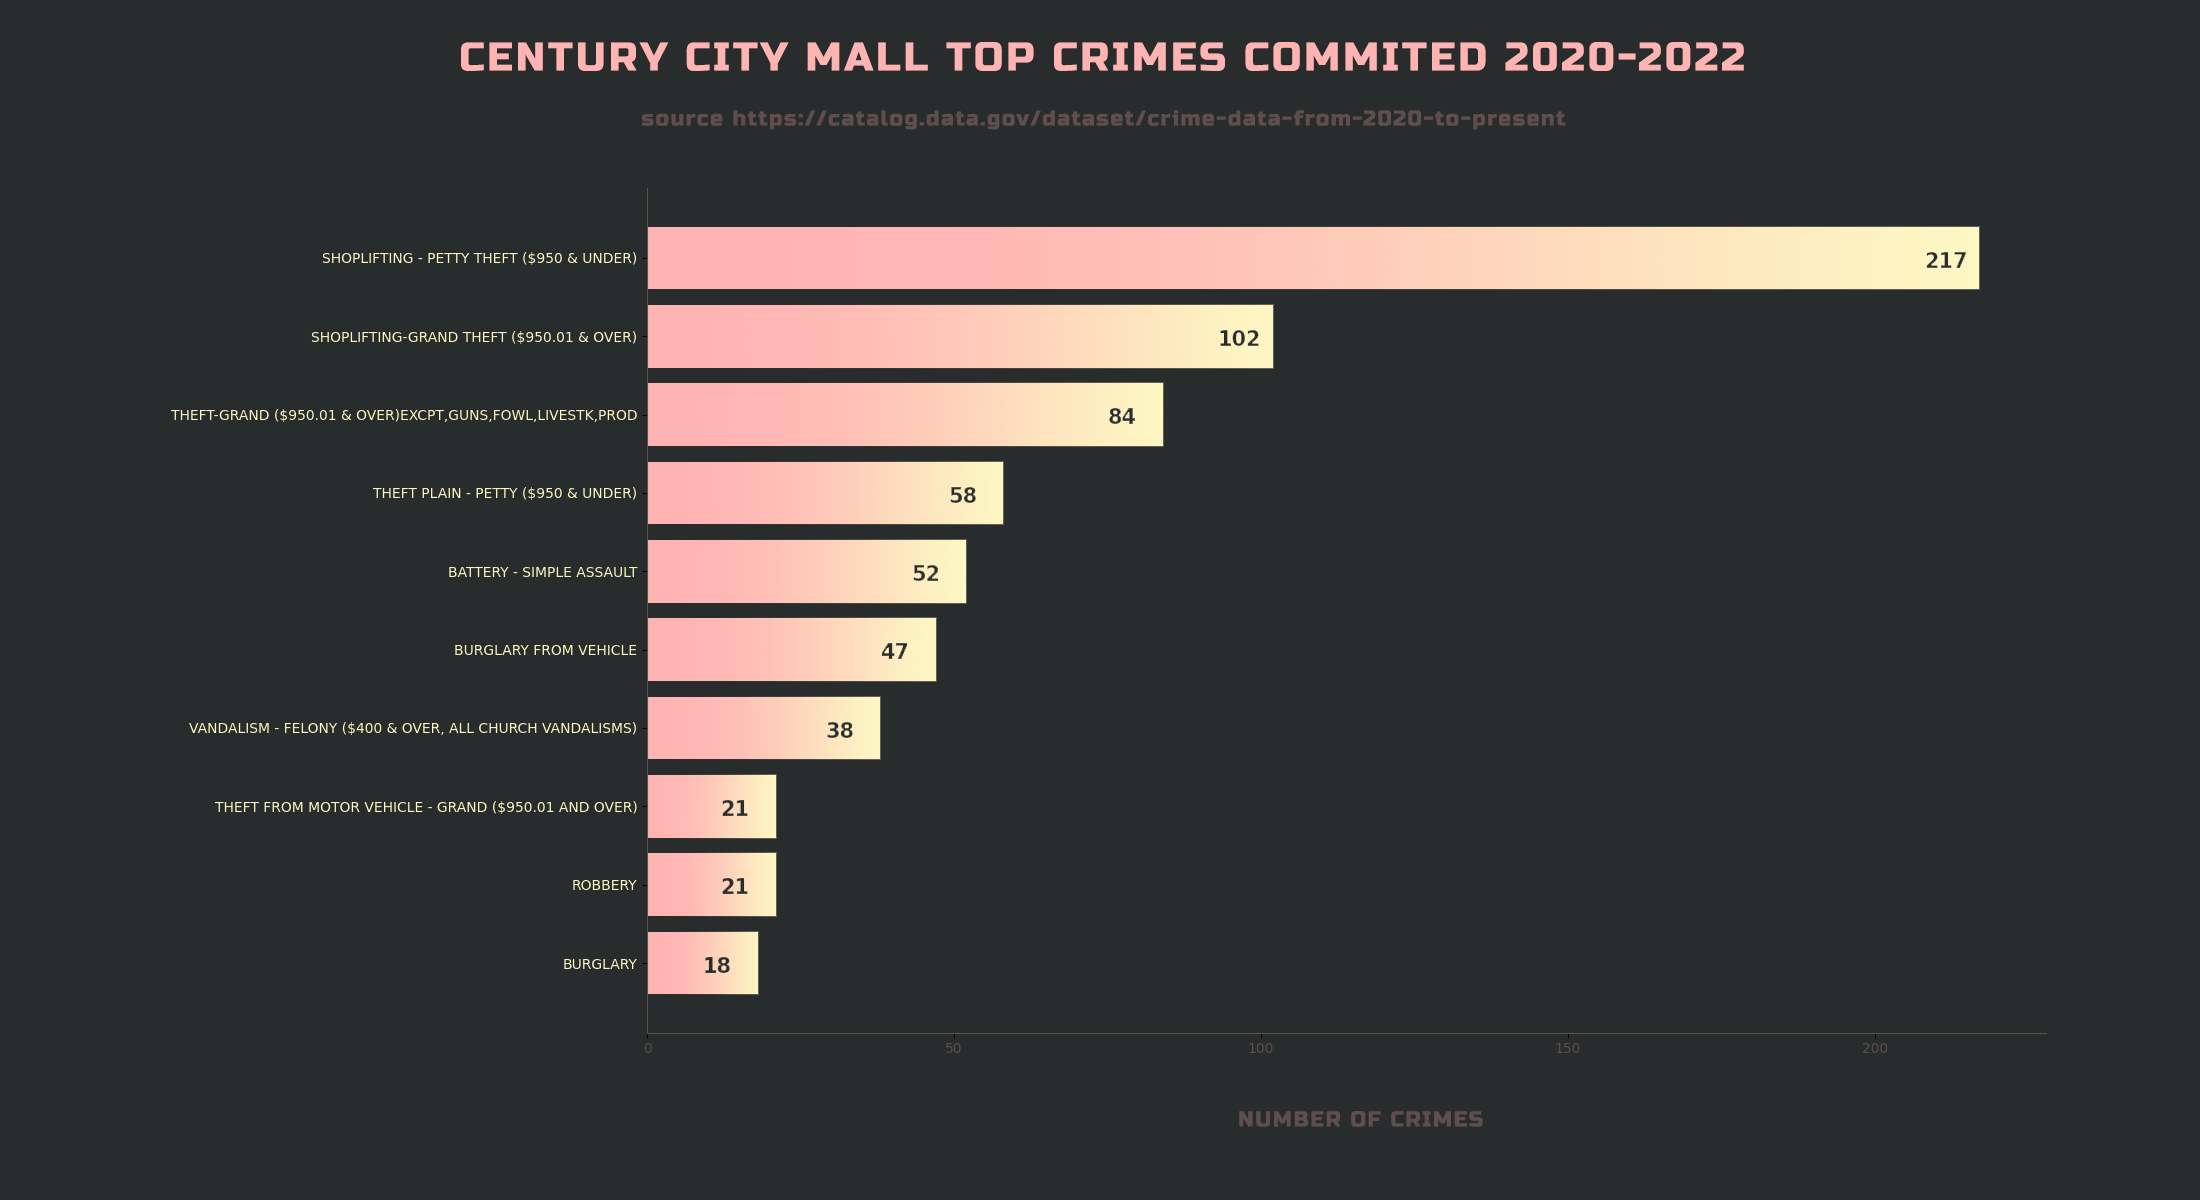 CENTURY CITY MALL TOP CRIMES COMMITED 2020-2022
source https://catalog.data.gov/dataset/crime-data-from-2020-to-present
SHOPLIFTING - PETTY THEFT ($950 & UNDER) 217
SHOPLIFTING-GRAND THEFT ($950.01 & OVER) 102
THEFT-GRAND ($950.01 & OVER)EXCPT,GUNS,FOWL,LIVESTK,PROD 84
THEFT PLAIN - PETTY ($950 & UNDER) 58
BATTERY - SIMPLE ASSAULT 52
BURGLARY FROM VEHICLE 47
VANDALISM - FELONY ($400 & OVER, ALL CHURCH VANDALISMS) 38
THEFT FROM MOTOR VEHICLE - GRAND ($950.01 AND OVER) 21
ROBBERY 21
BURGLARY 18
0 50 100 150 200
NUMBER OF CRIMES